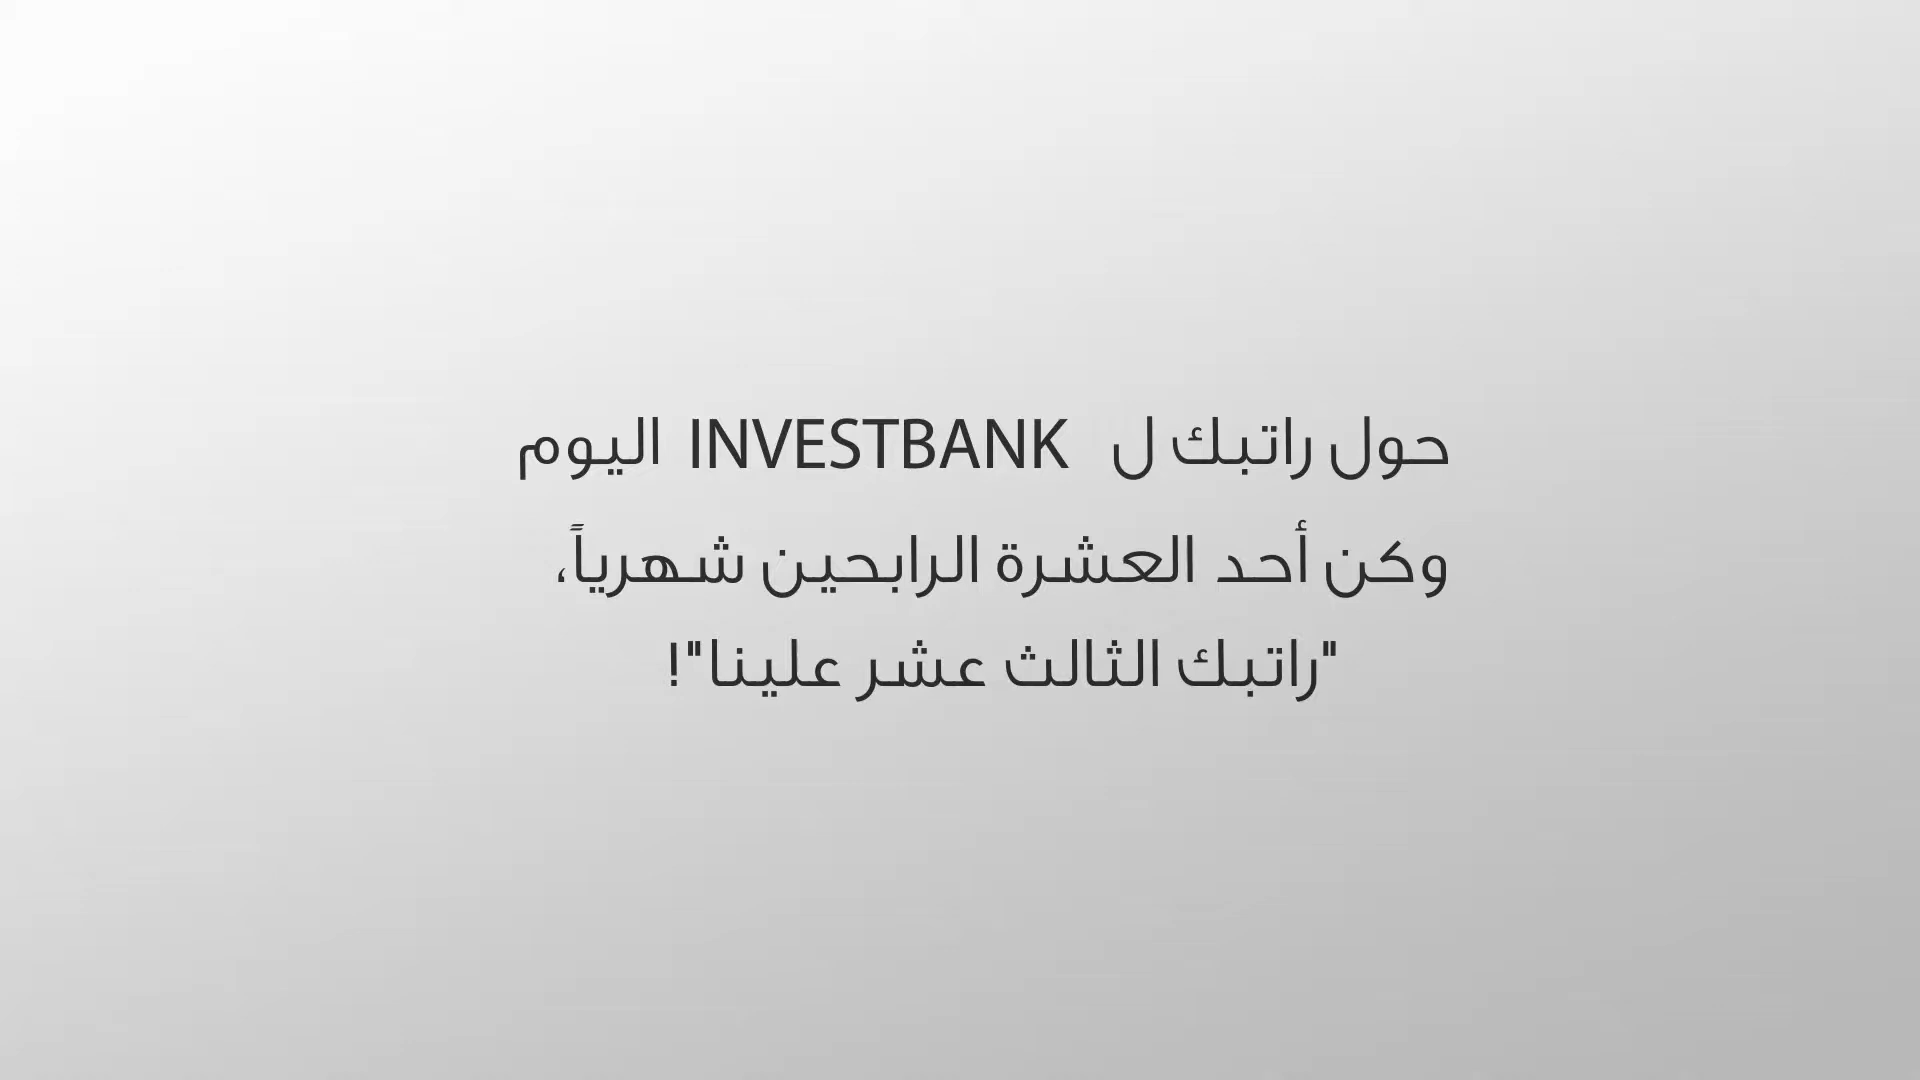 حول راتبك ل INVESTBANK اليوم
وكن أحد العشرة الرابحين شهرياً،
"راتبك الثالث عشر علينا"!